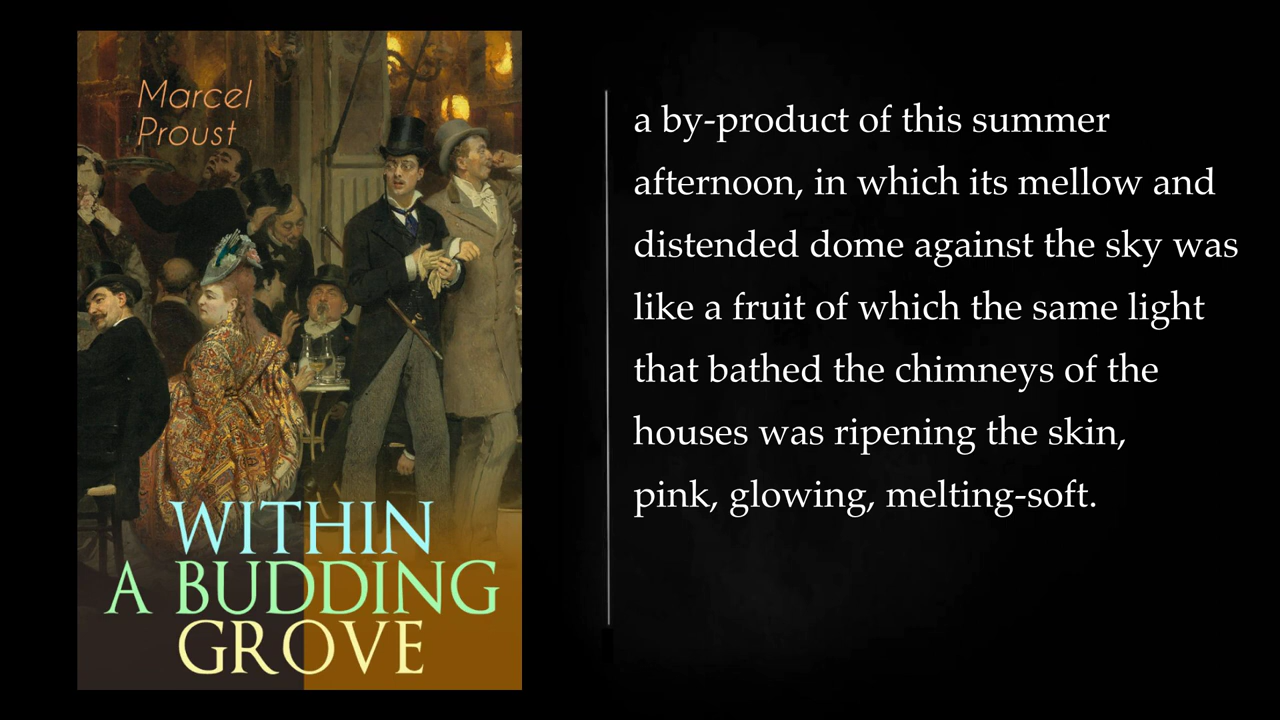 Marcel
Proust
WITHIN
A BUDDING
GROVE
a by-product of this summer
afternoon, in which its mellow and
distended dome against the sky was
like a fruit of which the same light
that bathed the chimneys of the
houses was ripening the skin,
pink, glowing, melting-soft.